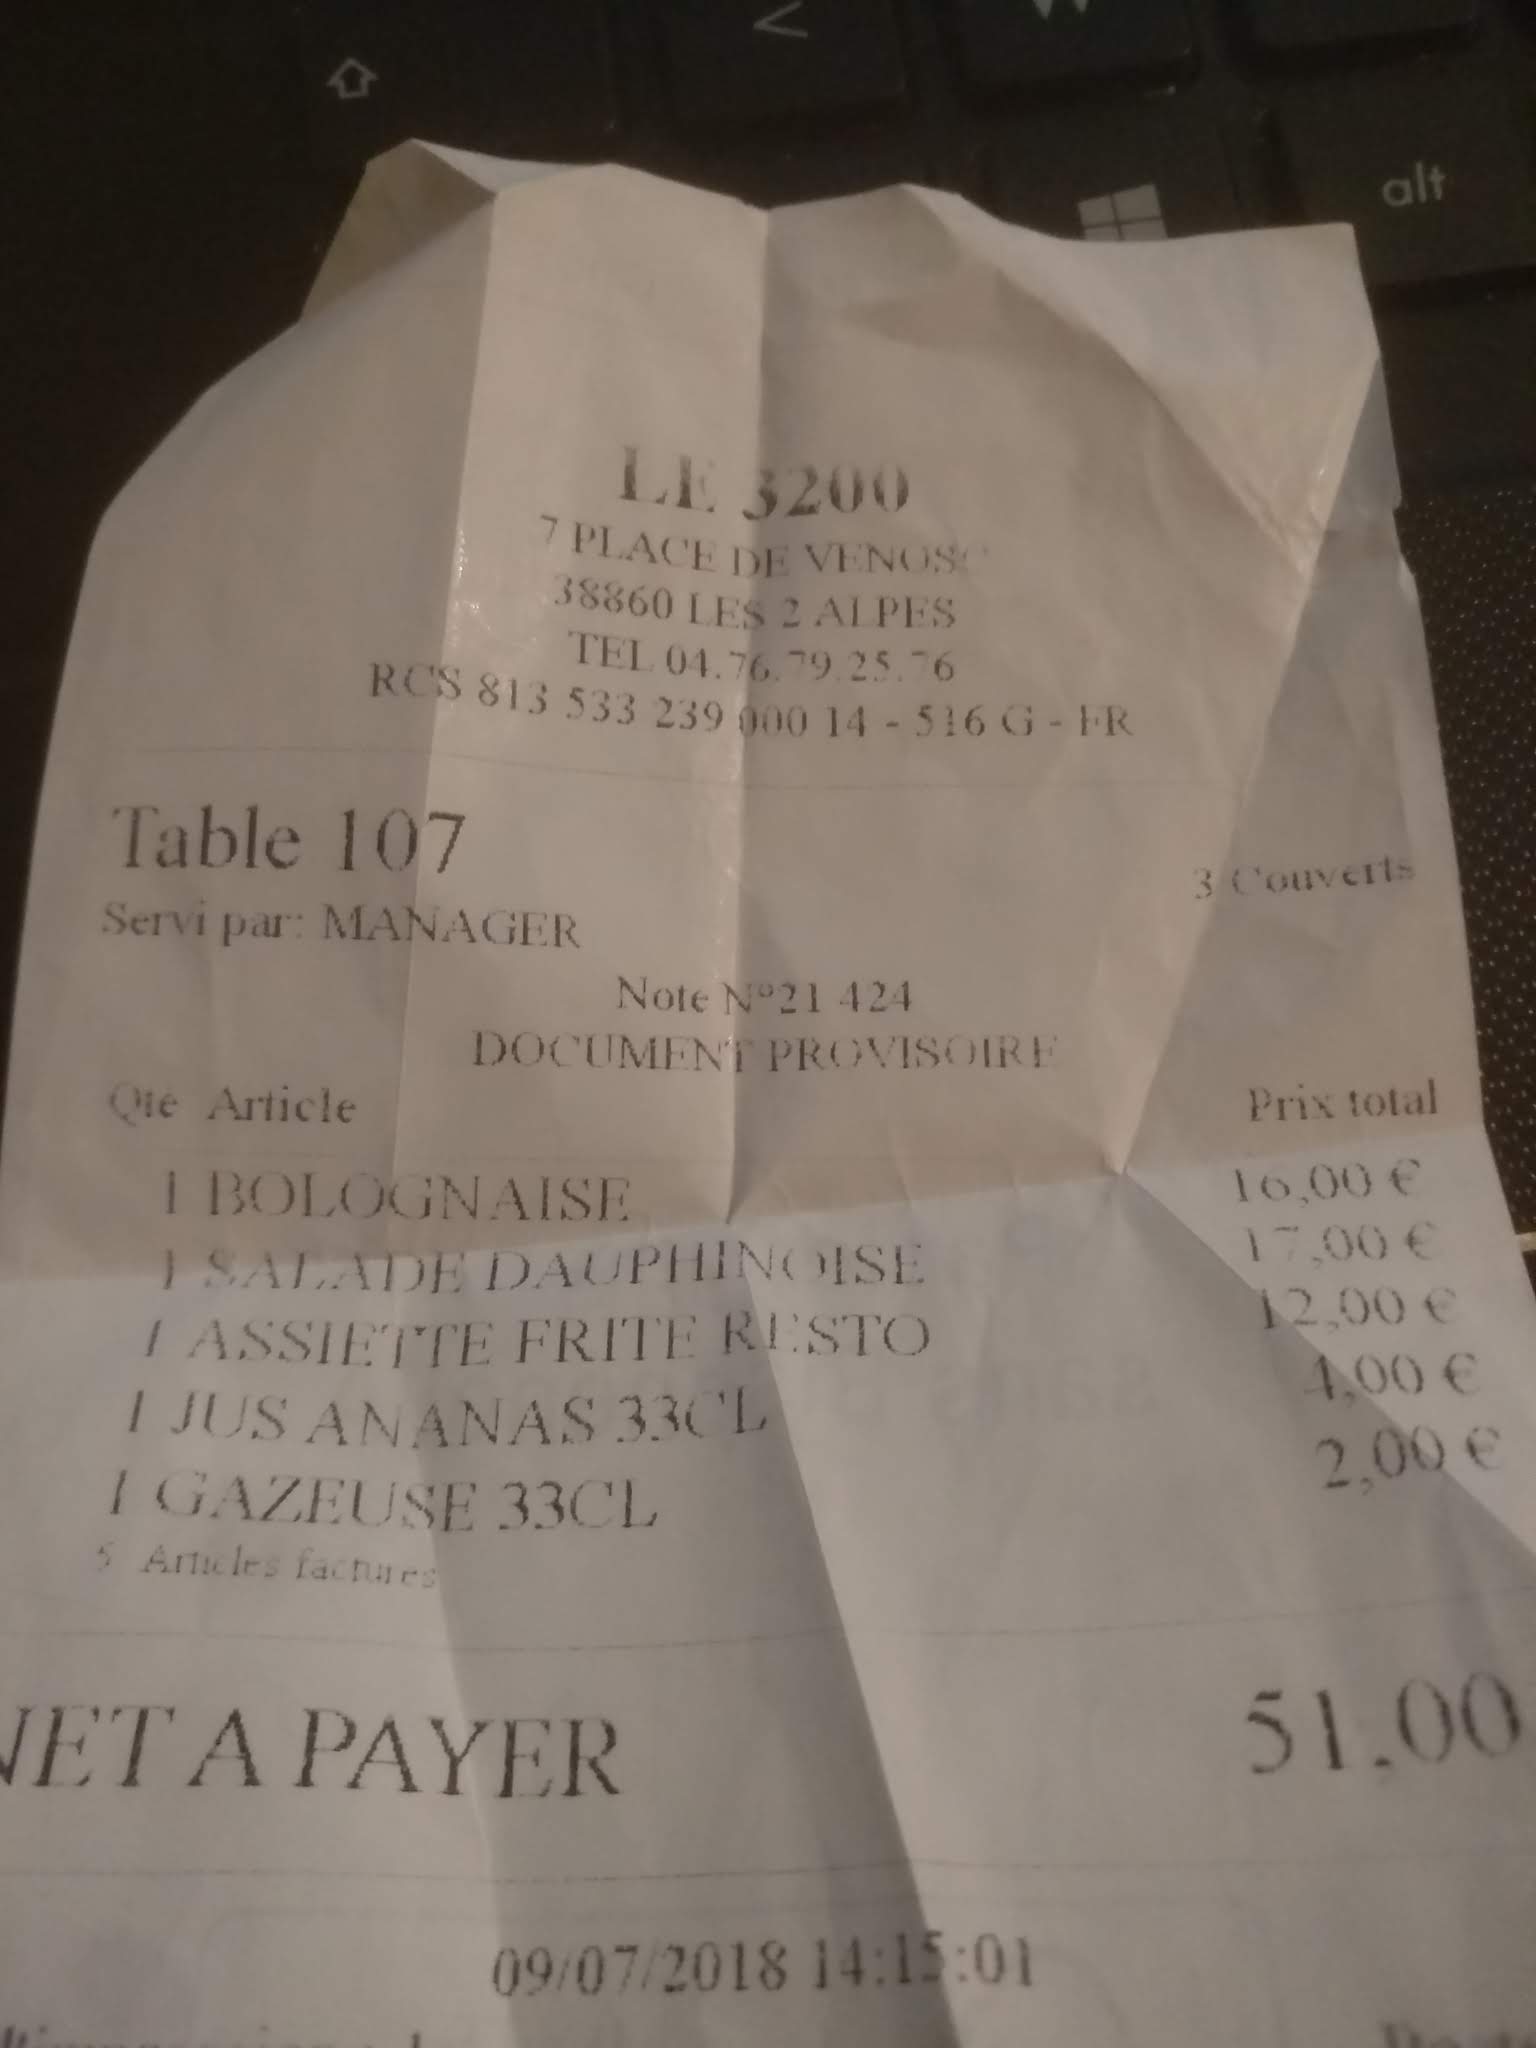 <
alt
LE 3200
7 PLACE DE VENOSC
38860 LES 2 ALPES
TEL 04.76.79.25.76
RCS 813 533 239 000 14 - 516 G - FR
Table 107
3 Couverts
Servi par: MANAGER
Note N°21 424
DOCUMENT PROVISOIRE
Qte Article Prix total
1 BOLOGNAISE 16,00 €
1 SALADE DAUPHINOISE 17,00 €
1 ASSIETTE FRITE RESTO 12,00 €
1 JUS ANANAS 33CL 4,00 €
1 GAZEUSE 33CL 2,00 €
5 Articles factures
NET A PAYER 51,00
09/07/2018 14:15:01